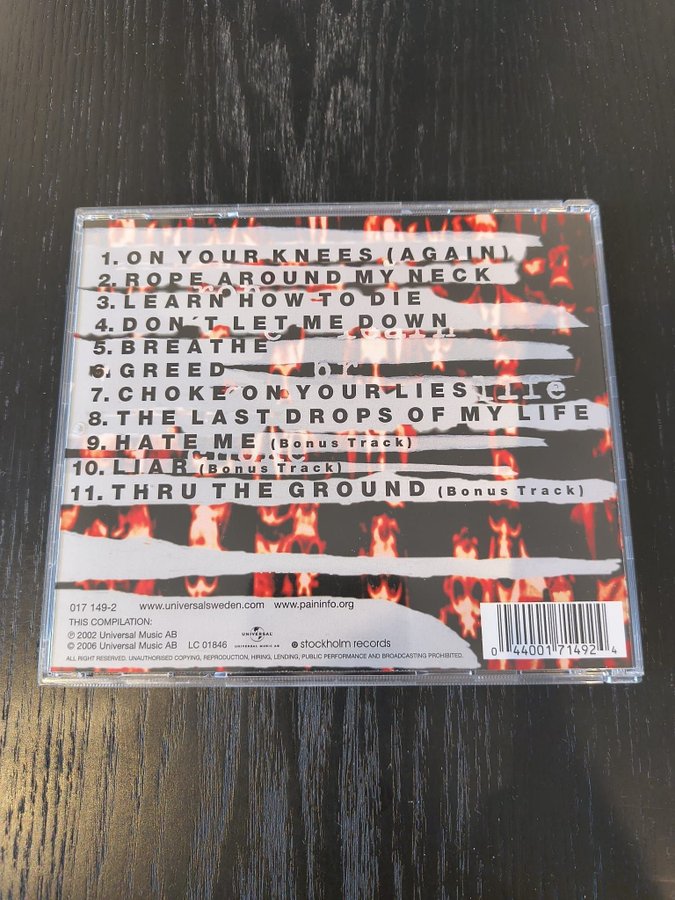 1. ON YOUR KNEES (AGAIN)
2. ROPE AROUND MY NECK
3. LEARN HOW TO DIE
4. DON´T LET ME DOWN
5. BREATHE
6. GREED
7. CHOKE ON YOUR LIES
8. THE LAST DROPS OF MY LIFE
9. HATE ME (Bonus Track)
10. LIAR (Bonus Track)
11. THRU THE GROUND (Bonus Track)
017 149-2 www.universalsweden.com www.paininfo.org
THIS COMPILATION:
℗ 2002 Universal Music AB
© 2006 Universal Music AB LC 01846 UNIVERSAL UNIVERSAL MUSIC AB stockholm records
ALL RIGHT RESERVED. UNAUTHORISED COPYING, REPRODUCTION, HIRING, LENDING, PUBLIC PERFORMANCE AND BROADCASTING PROHIBITED.
0 44001 71492 4